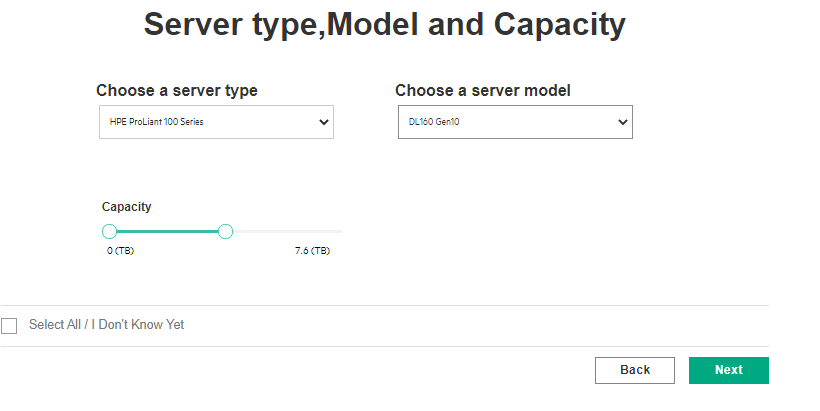 Server type,Model and Capacity
Choose a server type
Choose a server model
HPE ProLiant 100 Series
DL160 Gen10
Capacity
0 (TB)
7.6 (TB)
Select All / I Don't Know Yet
Back
Next